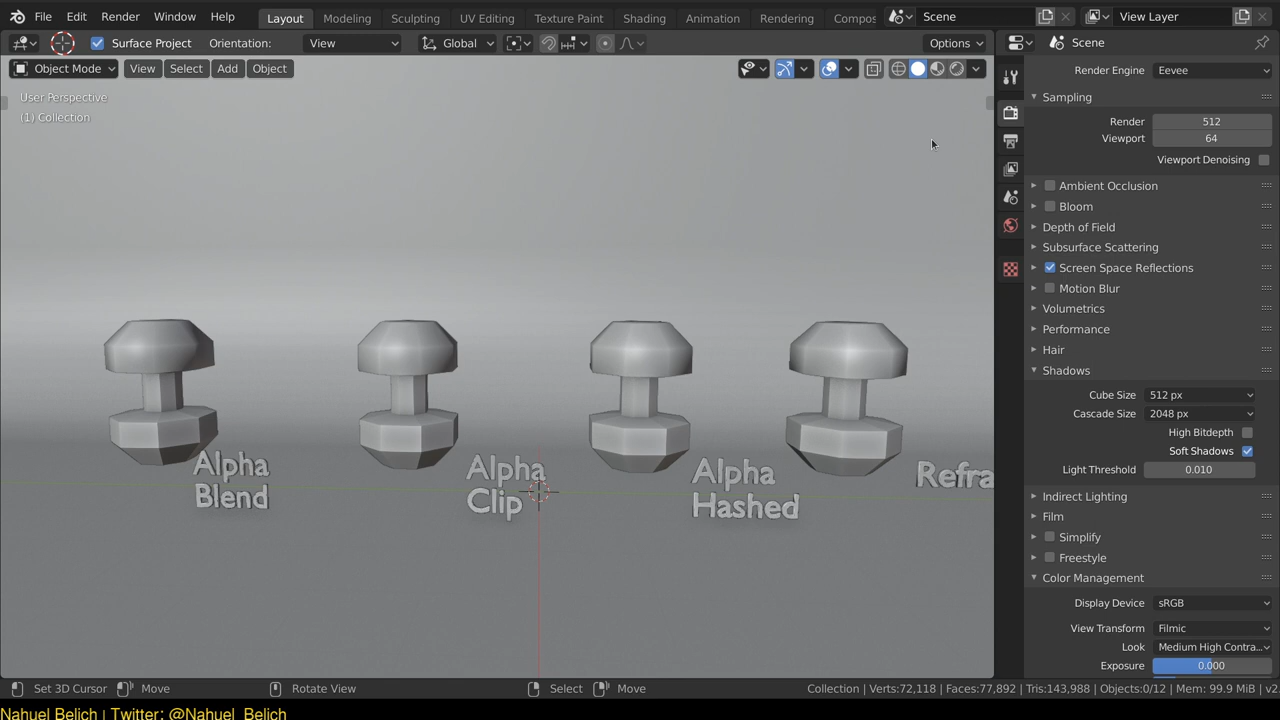 File Edit Render Window Help Layout Modeling Sculpting UV Editing Texture Paint Shading Animation Rendering Compos Scene View Layer
Surface Project Orientation: View Global Options Scene
Object Mode View Select Add Object
User Perspective
(1) Collection
Alpha
Blend
Alpha
Clip
Alpha
Hashed
Refra
Render Engine Eevee
Sampling
Render 512
Viewport 64
Viewport Denoising
Ambient Occlusion
Bloom
Depth of Field
Subsurface Scattering
Screen Space Reflections
Motion Blur
Volumetrics
Performance
Hair
Shadows
Cube Size 512 px
Cascade Size 2048 px
High Bitdepth
Soft Shadows
Light Threshold 0.010
Indirect Lighting
Film
Simplify
Freestyle
Color Management
Display Device sRGB
View Transform Filmic
Look Medium High Contra...
Exposure 0.000
Set 3D Cursor Move Rotate View Select Move Collection | Verts:72,118 | Faces:77,892 | Tris:143,988 | Objects:0/12 | Mem: 99.9 MiB | v2.
Nahuel Belich | Twitter: @Nahuel_Belich